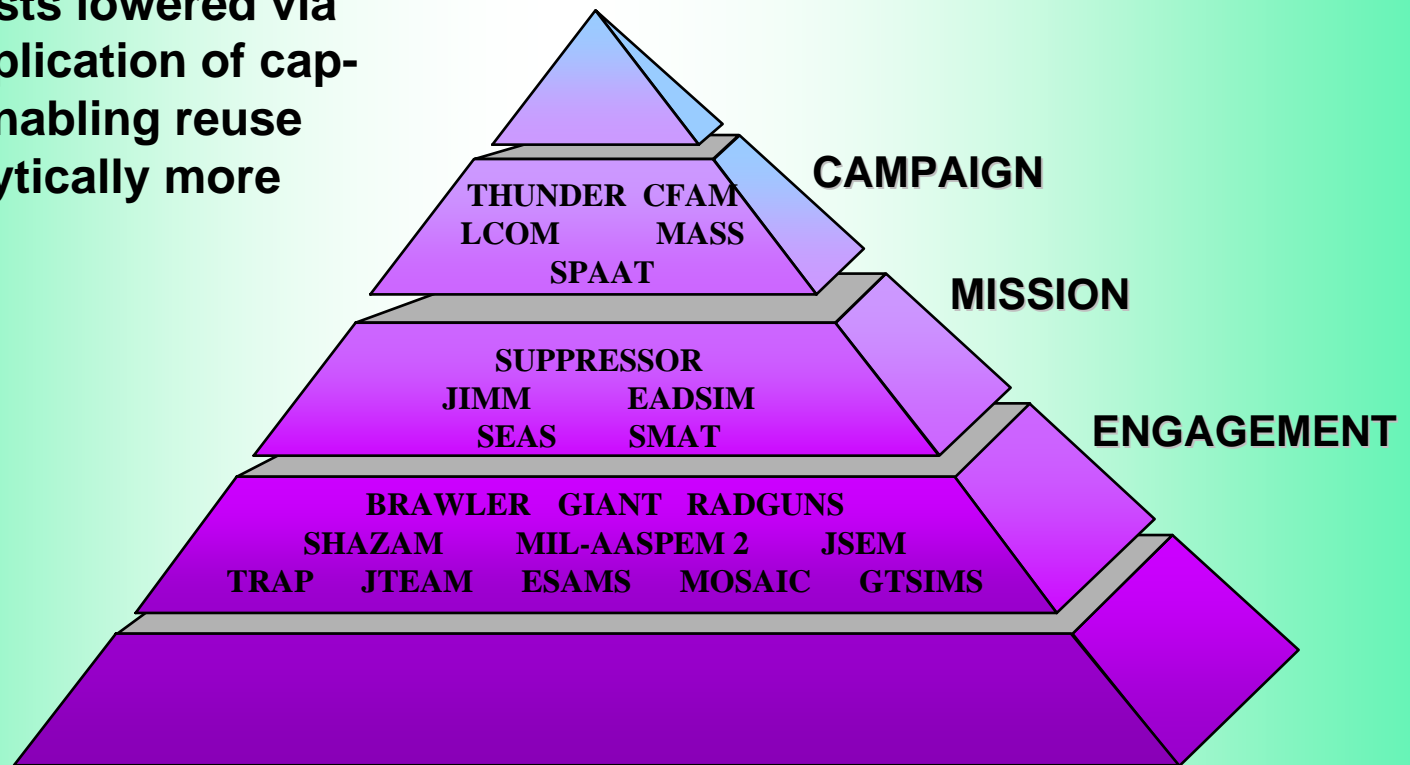 sts lowered via
plication of cap-
nabling reuse
ytically more
CAMPAIGN
THUNDER CFAM
LCOM MASS
SPAAT
MISSION
SUPPRESSOR
JIMM EADSIM
SEAS SMAT
ENGAGEMENT
BRAWLER GIANT RADGUNS
SHAZAM MIL-AASPEM 2 JSEM
TRAP JTEAM ESAMS MOSAIC GTSIMS